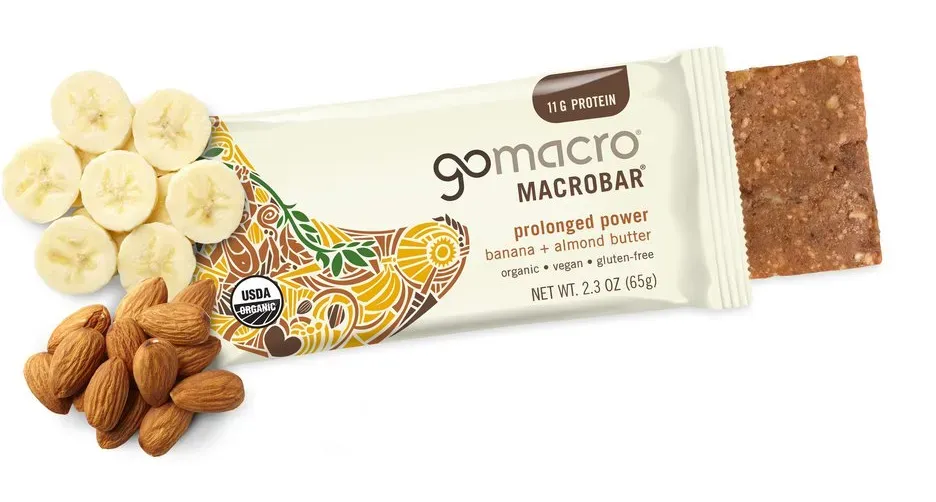 11 G PROTEIN
gomacro®
MACROBAR®
prolonged power
banana + almond butter
organic • vegan • gluten-free
NET WT. 2.3 OZ (65g)
USDA
ORGANIC